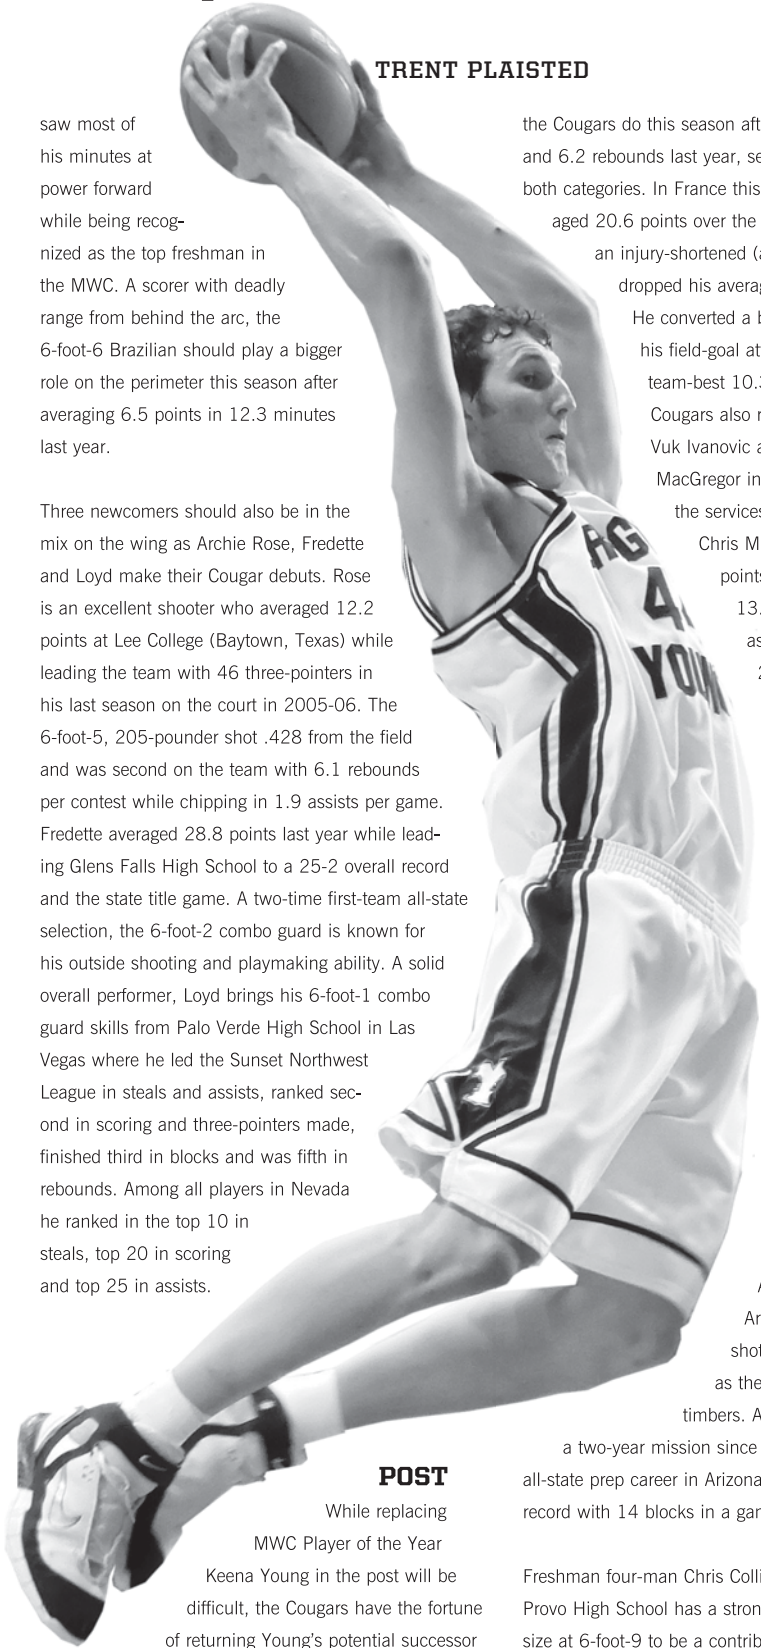 TRENT PLAISTED
saw most of
his minutes at
power forward
while being recog-
nized as the top freshman in
the MWC. A scorer with deadly
range from behind the arc, the
6-foot-6 Brazilian should play a bigger
role on the perimeter this season after
averaging 6.5 points in 12.3 minutes
last year.
Three newcomers should also be in the
mix on the wing as Archie Rose, Fredette
and Loyd make their Cougar debuts. Rose
is an excellent shooter who averaged 12.2
points at Lee College (Baytown, Texas) while
leading the team with 46 three-pointers in
his last season on the court in 2005-06. The
6-foot-5, 205-pounder shot .428 from the field
and was second on the team with 6.1 rebounds
per contest while chipping in 1.9 assists per game.
Fredette averaged 28.8 points last year while lead-
ing Glens Falls High School to a 25-2 overall record
and the state title game. A two-time first-team all-state
selection, the 6-foot-2 combo guard is known for
his outside shooting and playmaking ability. A solid
overall performer, Loyd brings his 6-foot-1 combo
guard skills from Palo Verde High School in Las
Vegas where he led the Sunset Northwest
League in steals and assists, ranked sec-
ond in scoring and three-pointers made,
finished third in blocks and was fifth in
rebounds. Among all players in Nevada
he ranked in the top 10 in
steals, top 20 in scoring
and top 25 in assists.
POST
While replacing
MWC Player of the Year
Keena Young in the post will be
difficult, the Cougars have the fortune
of returning Young's potential successor
the Cougars do this season
and 6.2 rebounds last year,
both categories. In France this
aged 20.6 points over the
an injury-shortened
dropped his
He converted a
his field-goal
team-best
Cougars also
Vuk Ivanovic
MacGregor in
the services
Chris
points
13.
as
shot
as the
timbers.
a two-year mission since
all-state prep career in Arizona
record with 14 blocks in a
Freshman four-man Chris
Provo High School has a
size at 6-foot-9 to be a
Y